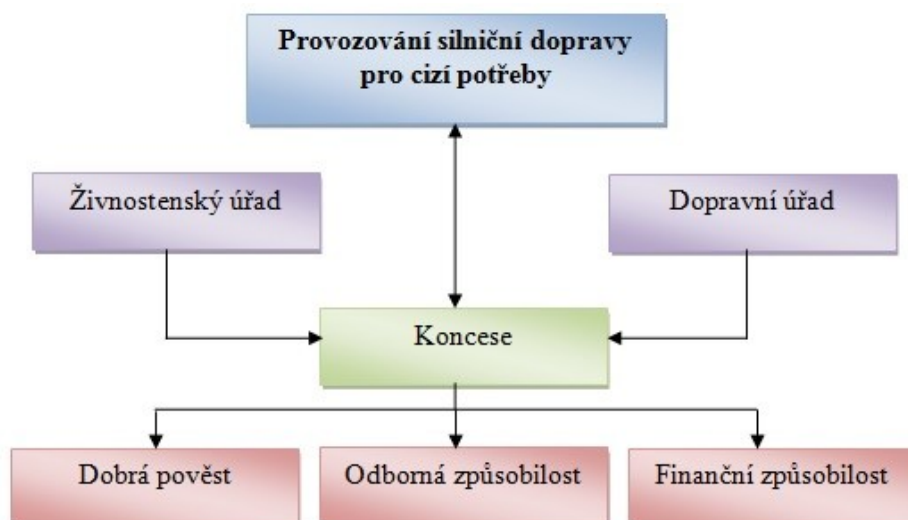 Provozování silniční dopravy
pro cizí potřeby
Živnostenský úřad
Dopravní úřad
Koncese
Dobrá pověst
Odborná způsobilost
Finanční způsobilost